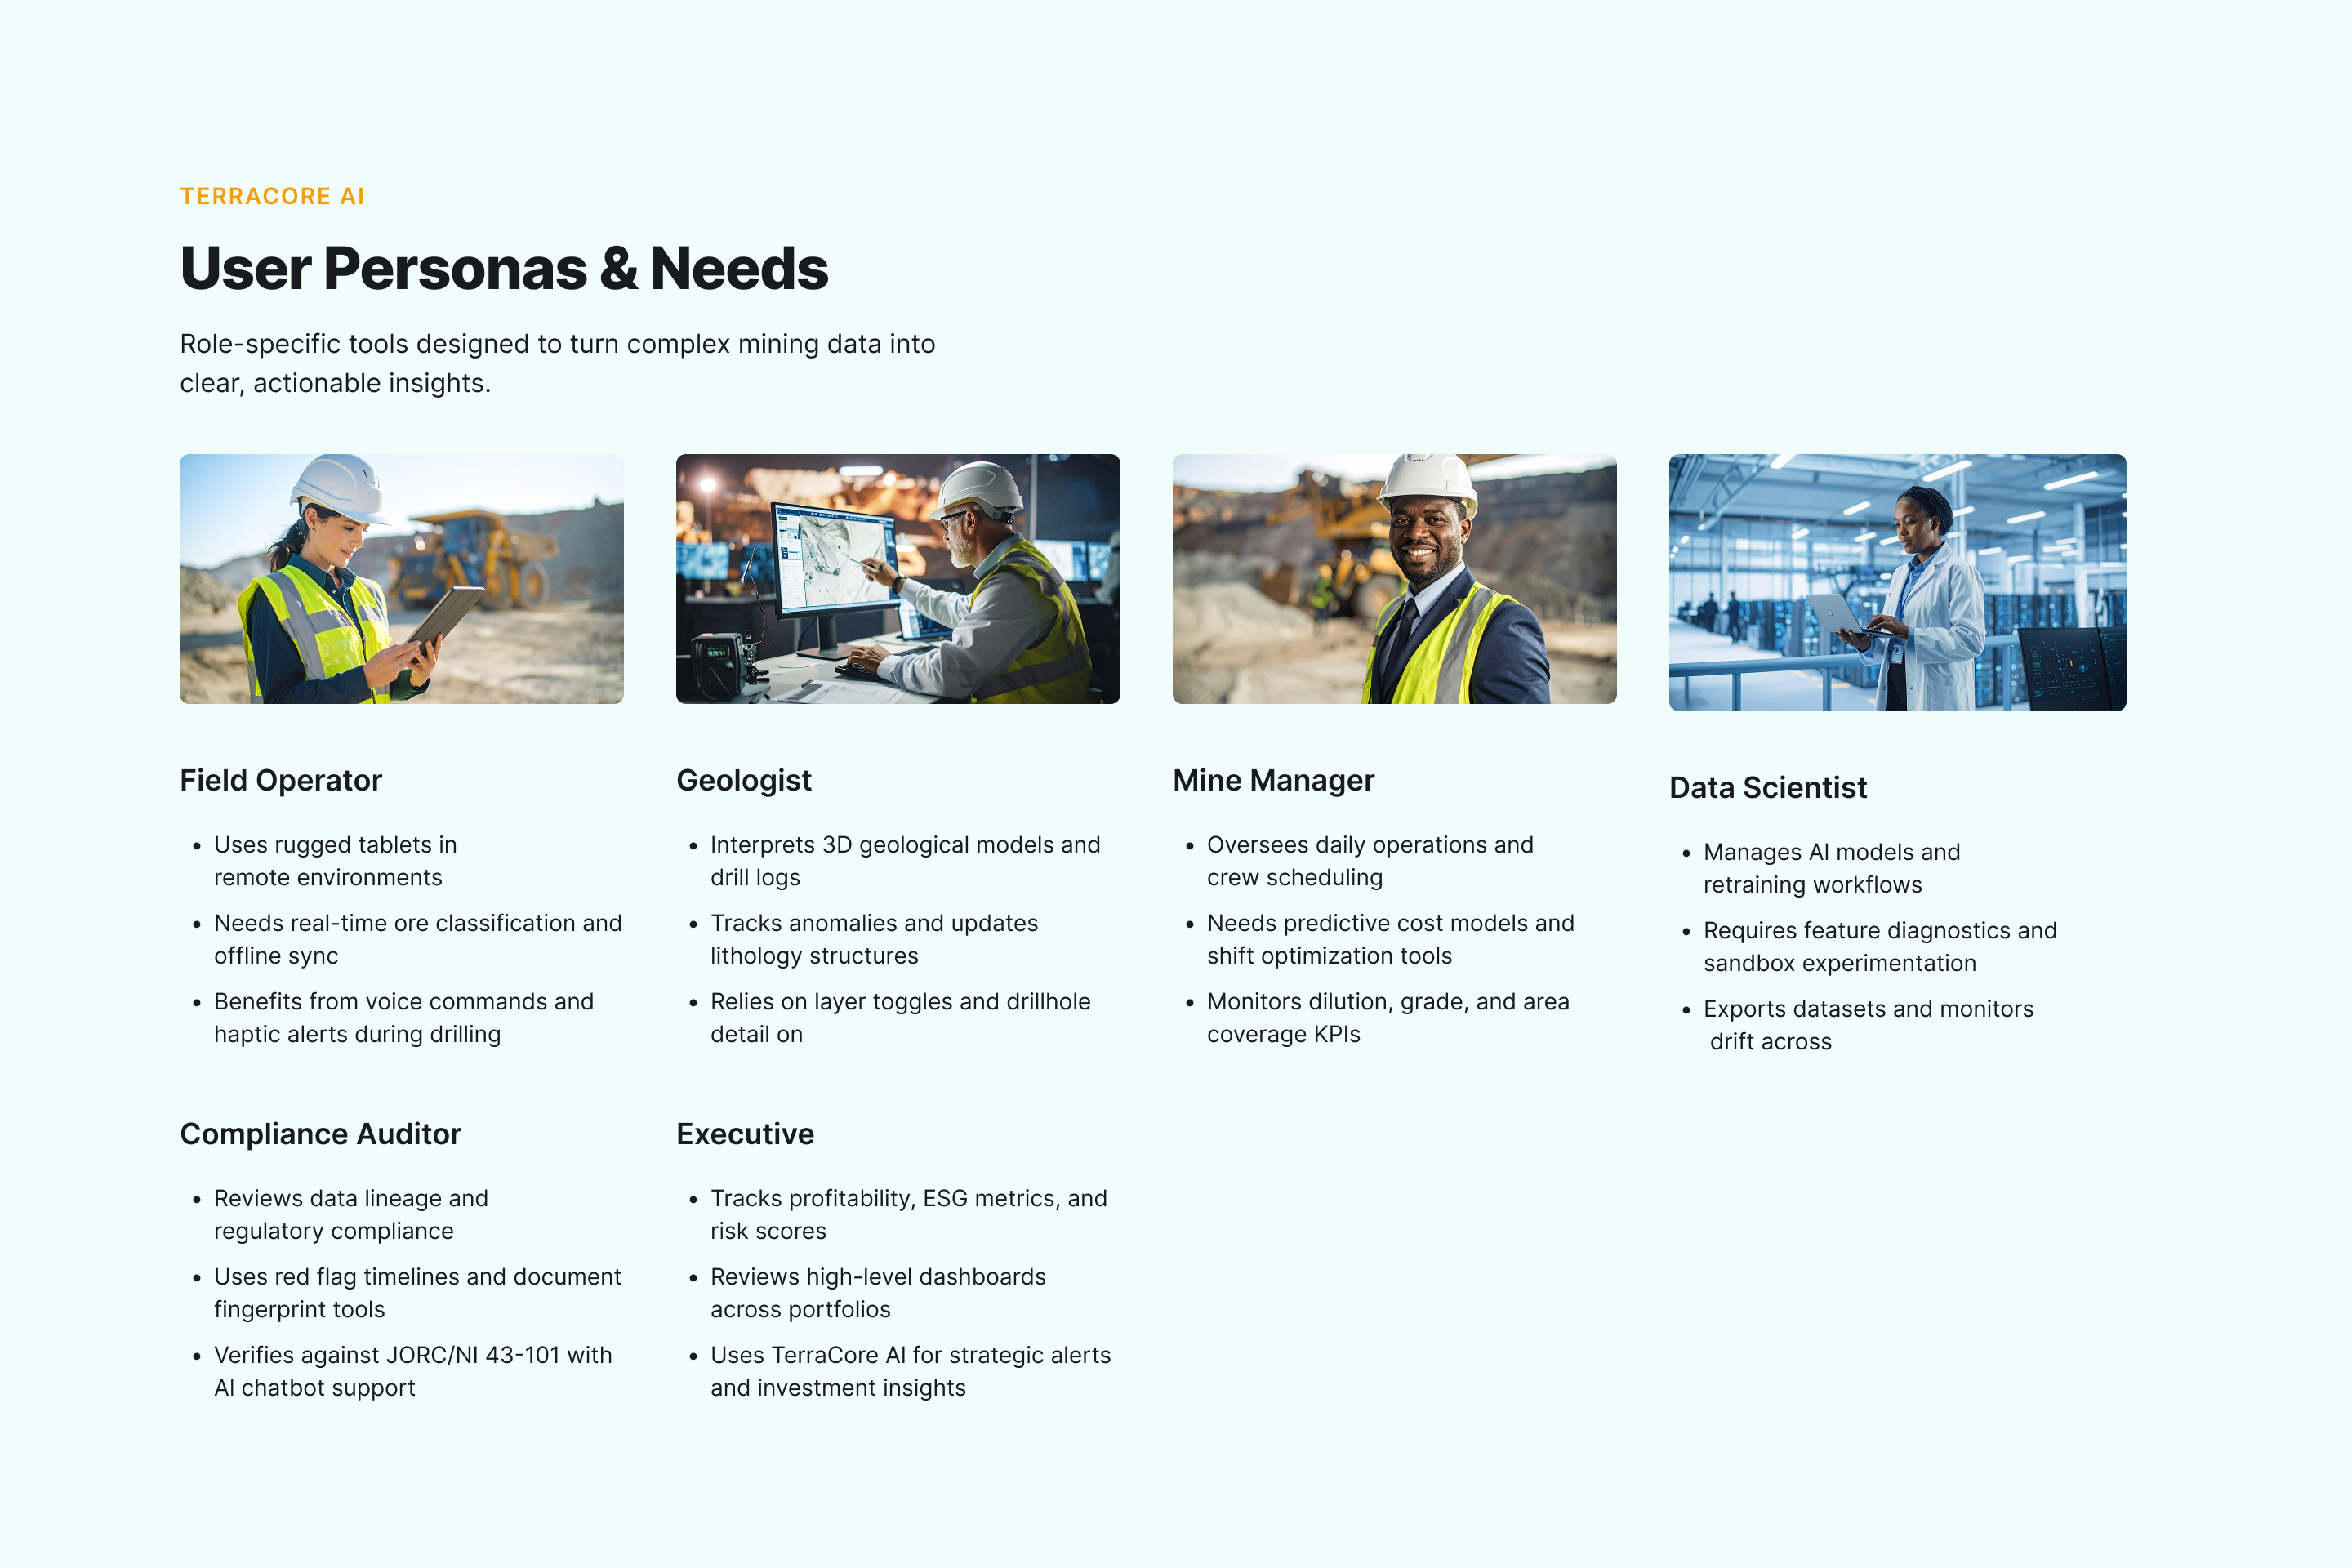 TERRACORE AI
User Personas & Needs
Role-specific tools designed to turn complex mining data into
clear, actionable insights.
Field Operator
• Uses rugged tablets in
remote environments
• Needs real-time ore classification and
offline sync
• Benefits from voice commands and
haptic alerts during drilling
Geologist
• Interprets 3D geological models and
drill logs
• Tracks anomalies and updates
lithology structures
• Relies on layer toggles and drillhole
detail on
Mine Manager
• Oversees daily operations and
crew scheduling
• Needs predictive cost models and
shift optimization tools
• Monitors dilution, grade, and area
coverage KPIs
Data Scientist
• Manages AI models and
retraining workflows
• Requires feature diagnostics and
sandbox experimentation
• Exports datasets and monitors
drift across
Compliance Auditor
• Reviews data lineage and
regulatory compliance
• Uses red flag timelines and document
fingerprint tools
• Verifies against JORC/NI 43-101 with
AI chatbot support
Executive
• Tracks profitability, ESG metrics, and
risk scores
• Reviews high-level dashboards
across portfolios
• Uses TerraCore AI for strategic alerts
and investment insights